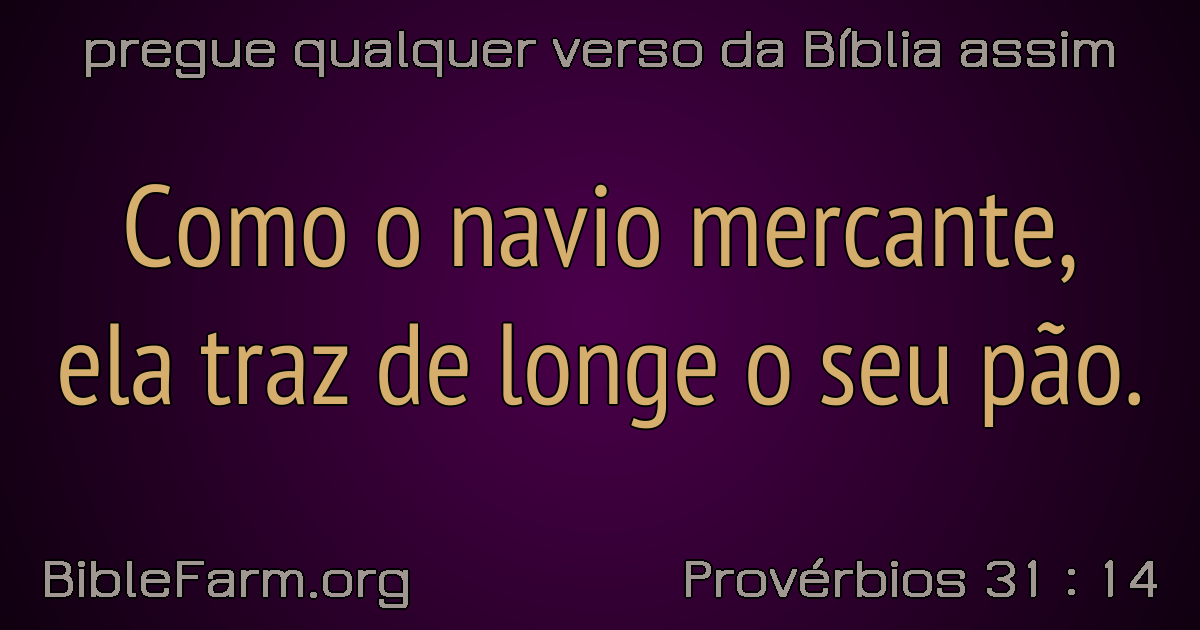 pregue qualquer verso da Bíblia assim
Como o navio mercante,
ela traz de longe o seu pão.
BibleFarm.org
Provérbios 31 : 14